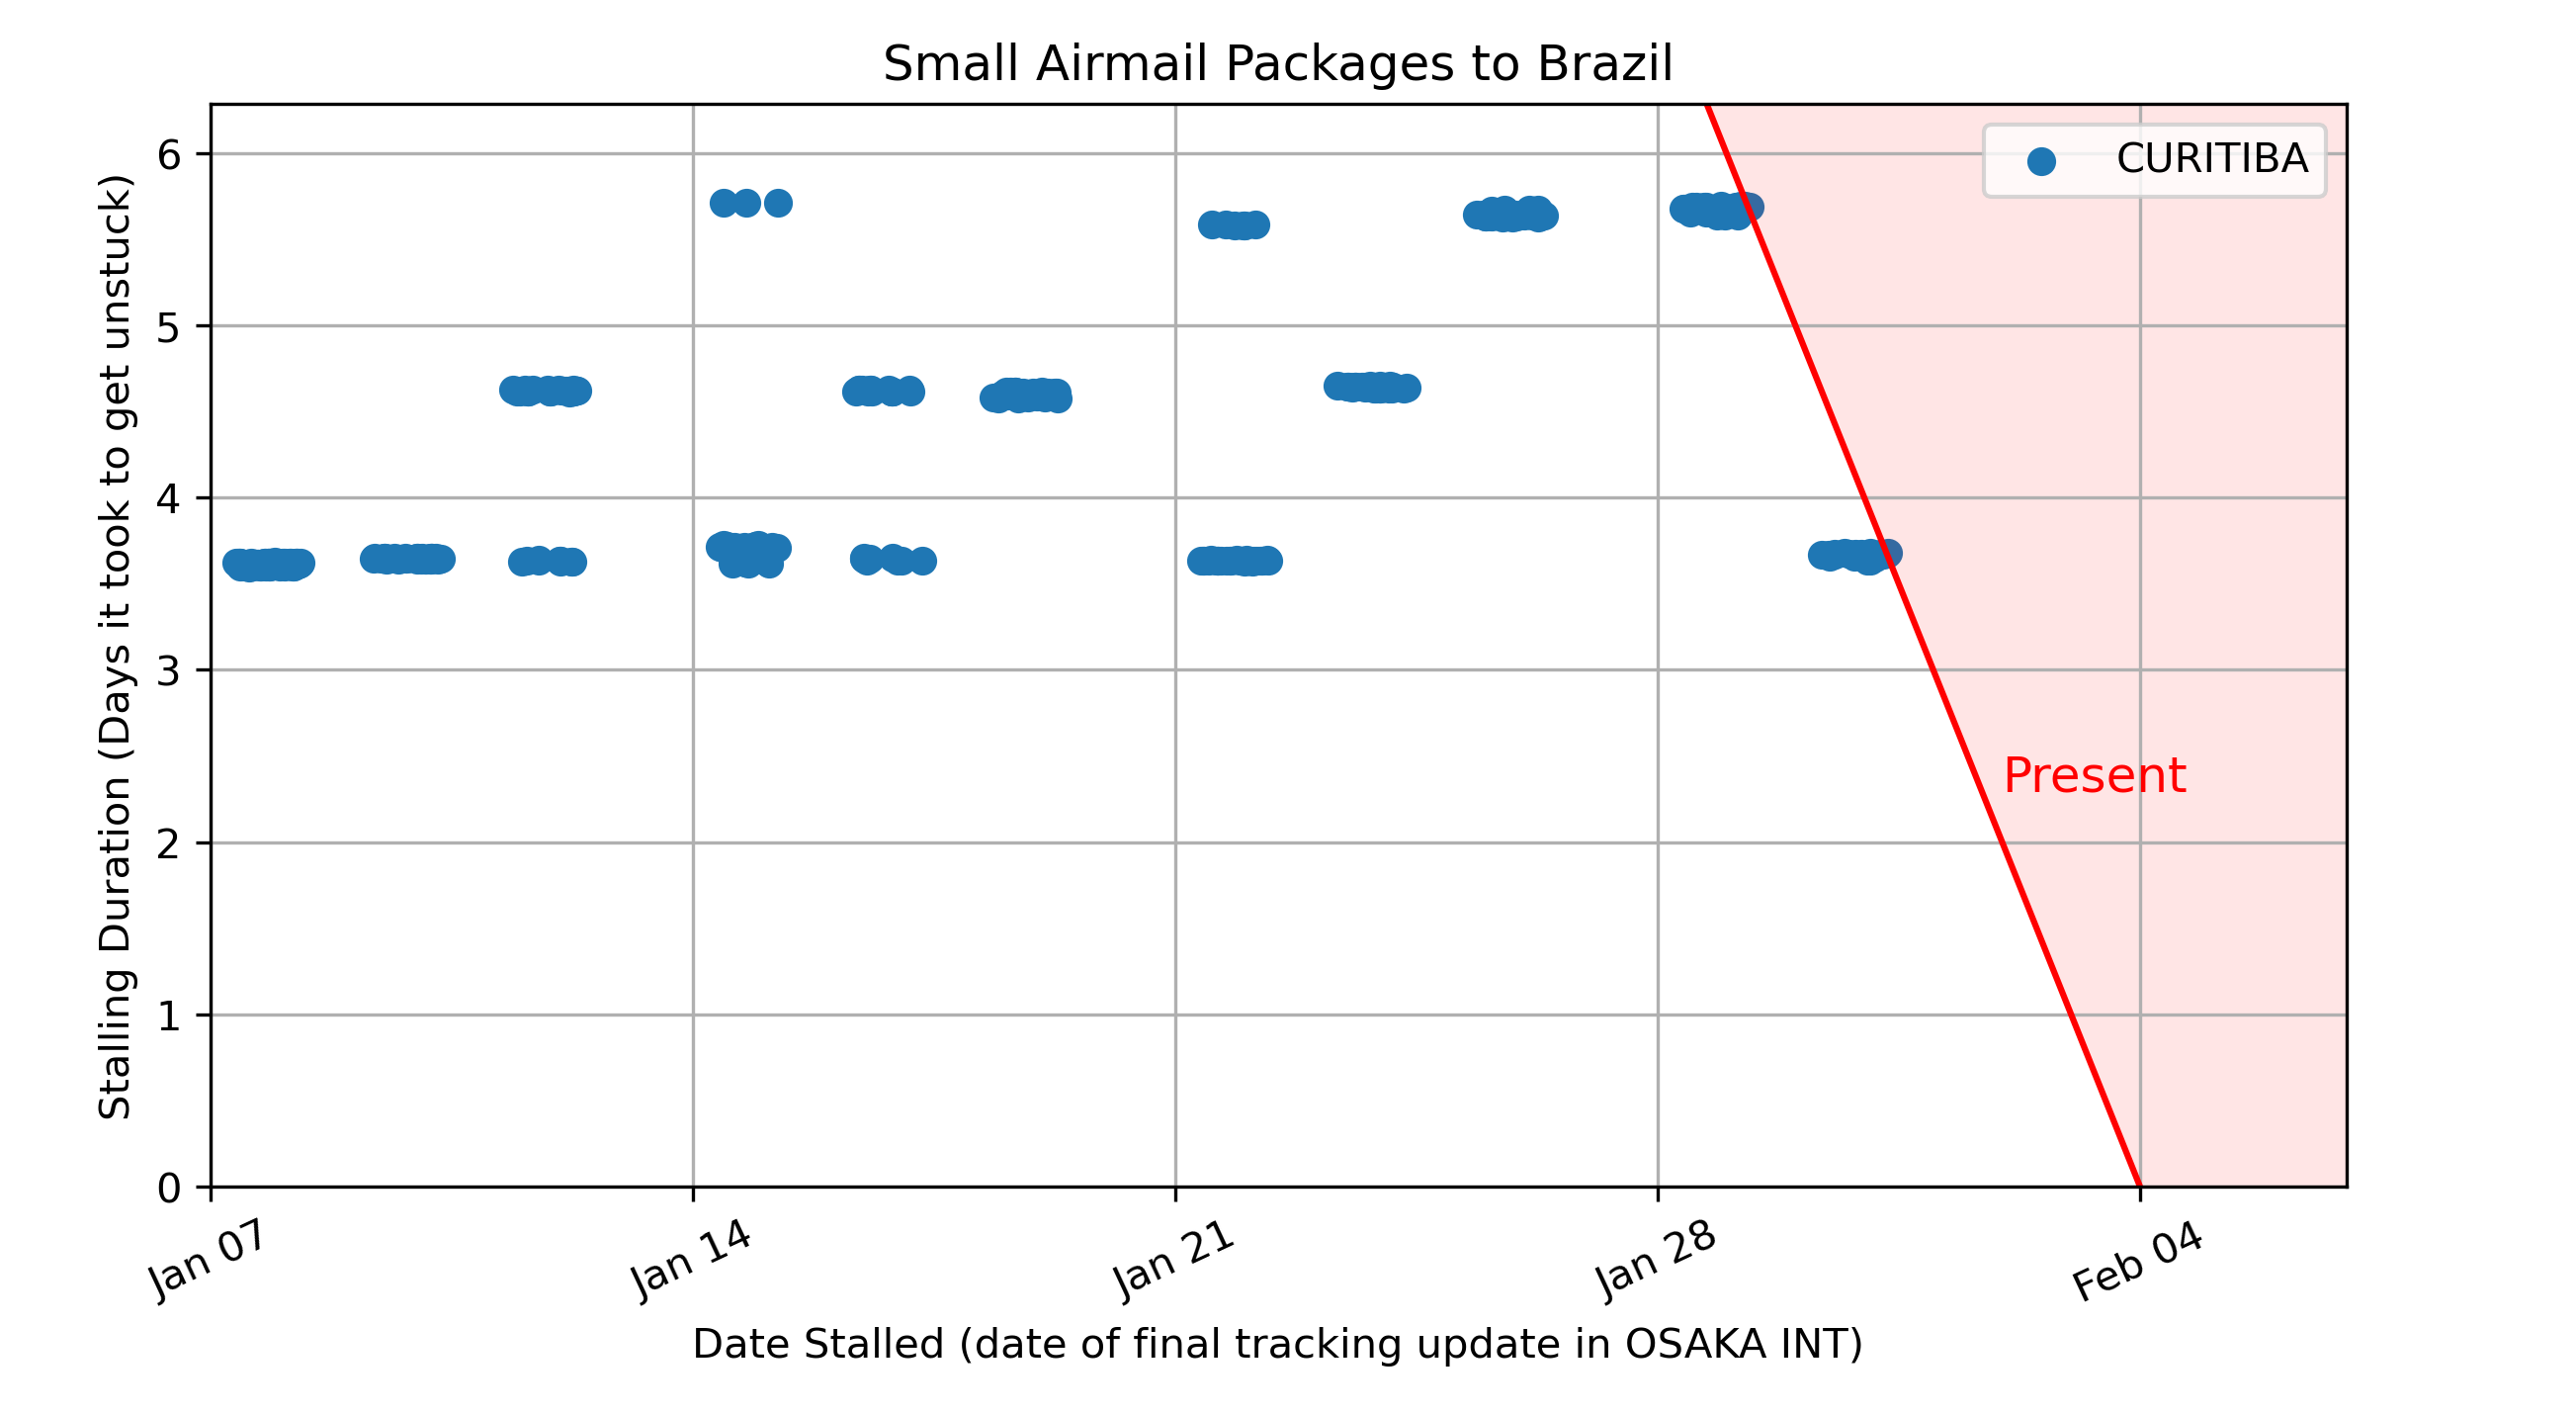 Small Airmail Packages to Brazil
Stalling Duration (Days it took to get unstuck)
6
5
4
3
2
1
0
CURITIBA
Present
Jan 07
Jan 14
Jan 21
Jan 28
Feb 04
Date Stalled (date of final tracking update in OSAKA INT)